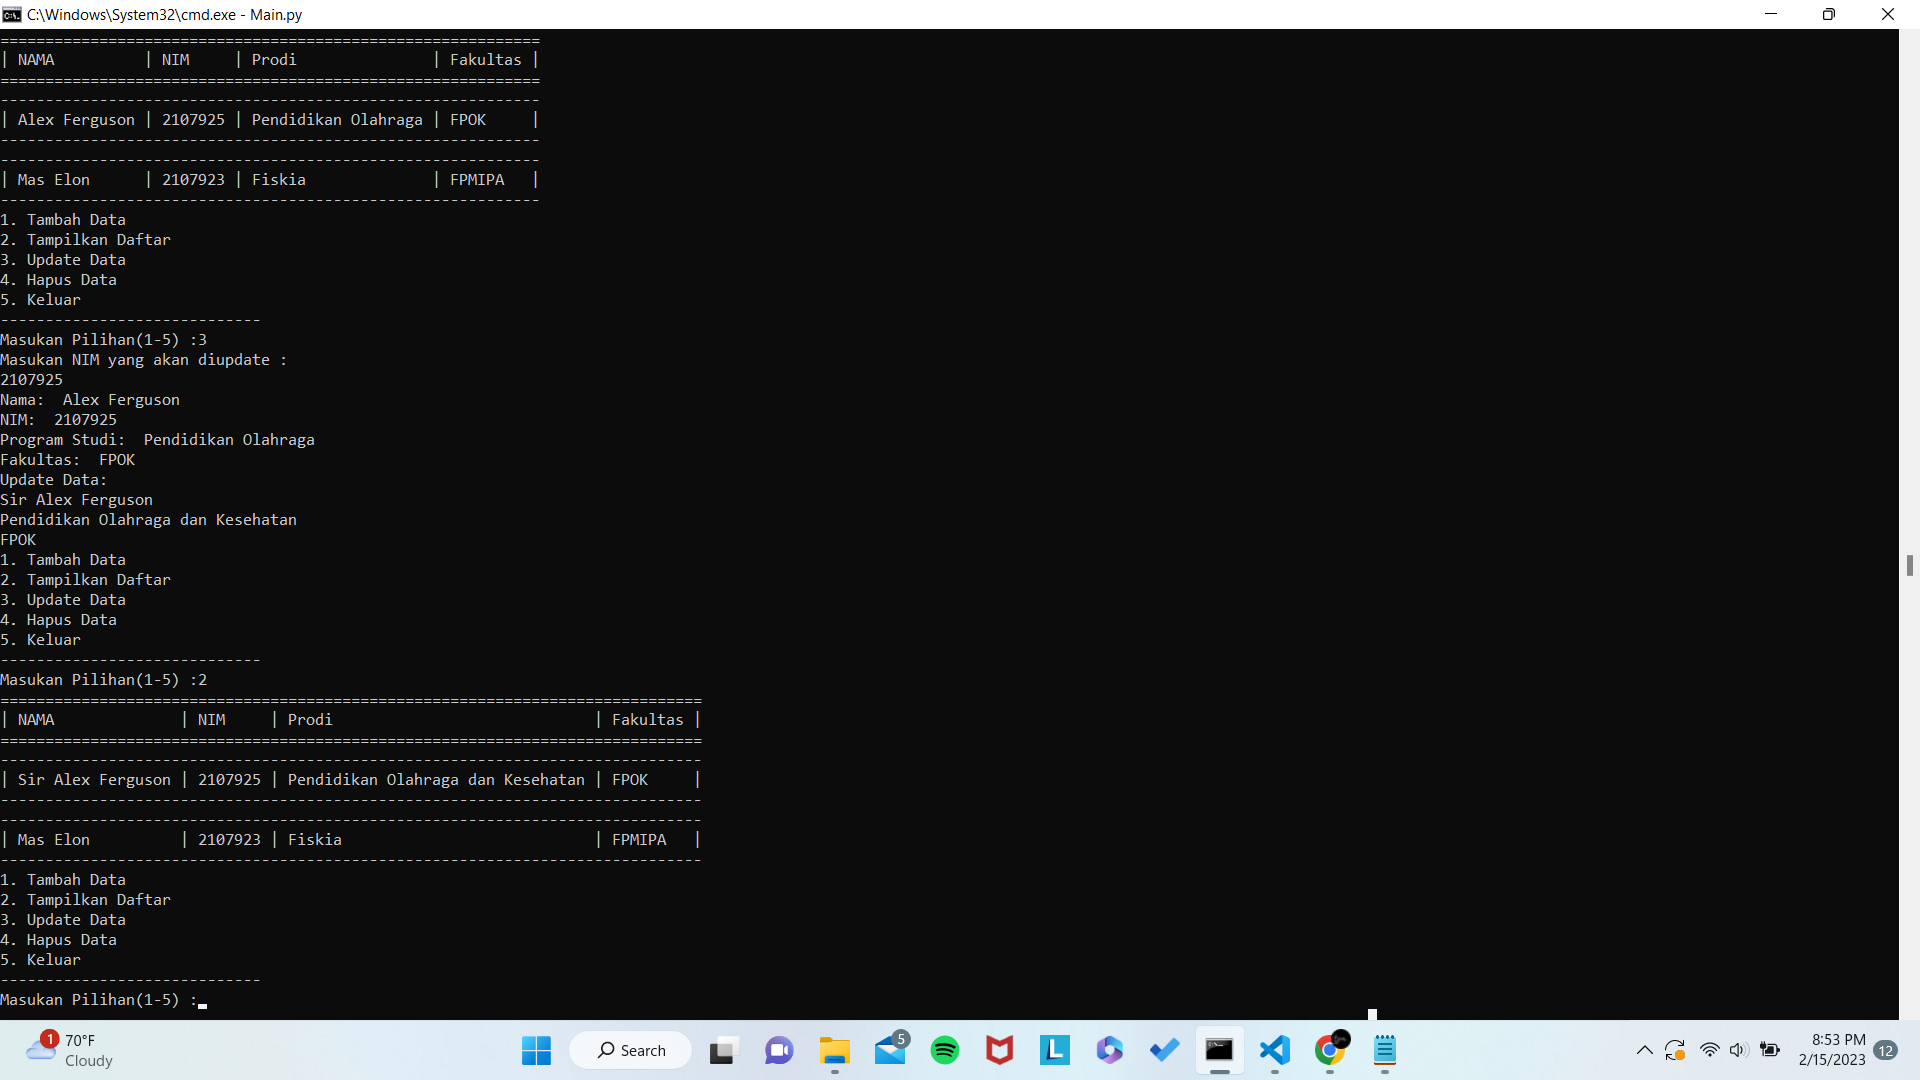 C:\Windows\System32\cmd.exe - Main.py
============================================================
| NAMA          | NIM     | Prodi               | Fakultas |
============================================================
------------------------------------------------------------
| Alex Ferguson | 2107925 | Pendidikan Olahraga | FPOK     |
------------------------------------------------------------
------------------------------------------------------------
| Mas Elon      | 2107923 | Fiskia              | FPMIPA   |
------------------------------------------------------------
1. Tambah Data
2. Tampilkan Daftar
3. Update Data
4. Hapus Data
5. Keluar
-----------------------------
Masukan Pilihan(1-5) :3
Masukan NIM yang akan diupdate :
2107925
Nama:  Alex Ferguson
NIM:  2107925
Program Studi:  Pendidikan Olahraga
Fakultas:  FPOK
Update Data:
Sir Alex Ferguson
Pendidikan Olahraga dan Kesehatan
FPOK
1. Tambah Data
2. Tampilkan Daftar
3. Update Data
4. Hapus Data
5. Keluar
-----------------------------
Masukan Pilihan(1-5) :2
==============================================================================
| NAMA              | NIM     | Prodi                             | Fakultas |
==============================================================================
------------------------------------------------------------------------------
| Sir Alex Ferguson | 2107925 | Pendidikan Olahraga dan Kesehatan | FPOK     |
------------------------------------------------------------------------------
------------------------------------------------------------------------------
| Mas Elon          | 2107923 | Fiskia                            | FPMIPA   |
------------------------------------------------------------------------------
1. Tambah Data
2. Tampilkan Daftar
3. Update Data
4. Hapus Data
5. Keluar
-----------------------------
Masukan Pilihan(1-5) :
1
70°F
Cloudy
Search
5
L
8:53 PM
2/15/2023
12